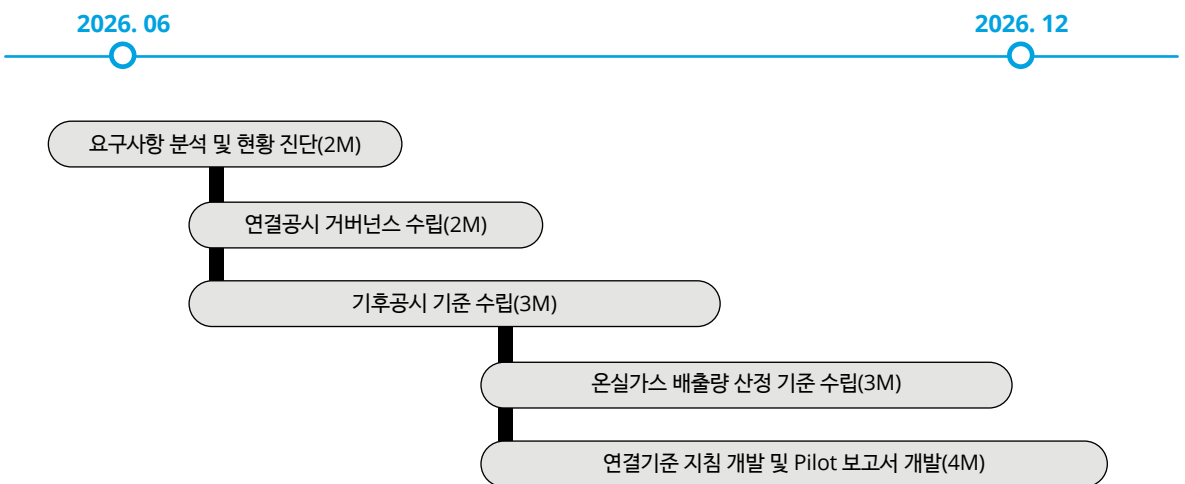 2026. 06
2026. 12
요구사항 분석 및 현황 진단(2M)
연결공시 거버넌스 수립(2M)
기후공시 기준 수립(3M)
온실가스 배출량 산정 기준 수립(3M)
연결기준 지침 개발 및 Pilot 보고서 개발(4M)